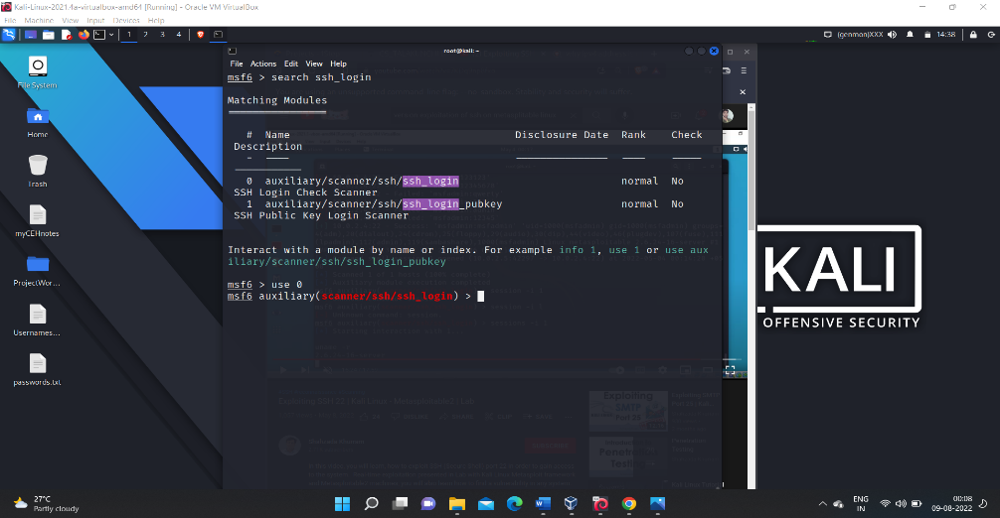 Kali-Linux-2021.4a-virtualbox-amd64 [Running] - Oracle VM VirtualBox
File Machine View Input Devices Help
1 2 3 4
(genmon)XXX 14:38
root@kali: ~
File Actions Edit View Help
msf6 > search ssh_login
Matching Modules
# Name Disclosure Date Rank Check
Description
0 auxiliary/scanner/ssh/ssh_login normal No
SSH Login Check Scanner
1 auxiliary/scanner/ssh/ssh_login_pubkey normal No
SSH Public Key Login Scanner
Interact with a module by name or index. For example info 1, use 1 or use aux
iliary/scanner/ssh/ssh_login_pubkey
msf6 > use 0
msf6 auxiliary(scanner/ssh/ssh_login) >
File System
Home
Trash
myCEHnotes
ProjectWor...
Usernames...
passwords.txt
KALI
OFFENSIVE SECURITY
27°C
Partly cloudy
ENG
IN
00:08
09-08-2022